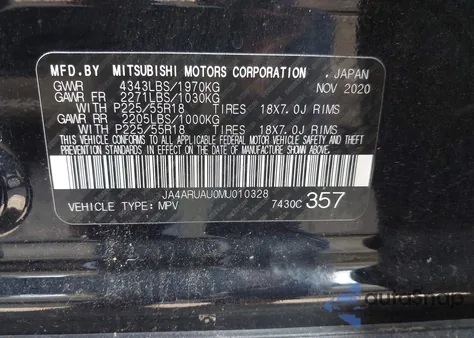 MFD.BY MITSUBISHI MOTORS CORPORATION, JAPAN
GVWR 4343LBS/1970KG NOV 2020
GAWR FR 2271LBS/1030KG
WITH P225/55R18 TIRES 18X7.0J RIMS
GAWR RR 2205LBS/1000KG
WITH P225/55R18 TIRES 18X7.0J RIMS
THIS VEHICLE CONFORMS TO ALL APPLICABLE FEDERAL MOTOR VEHICLE SAFETY, BUMPER, AND THEFT
PREVENTION STANDARDS IN EFFECT ON THE DATE OF MANUFACTURE SHOWN ABOVE.
JA4ARUAU0MU010328
VEHICLE TYPE: MPV 7430C 357
autoSnap